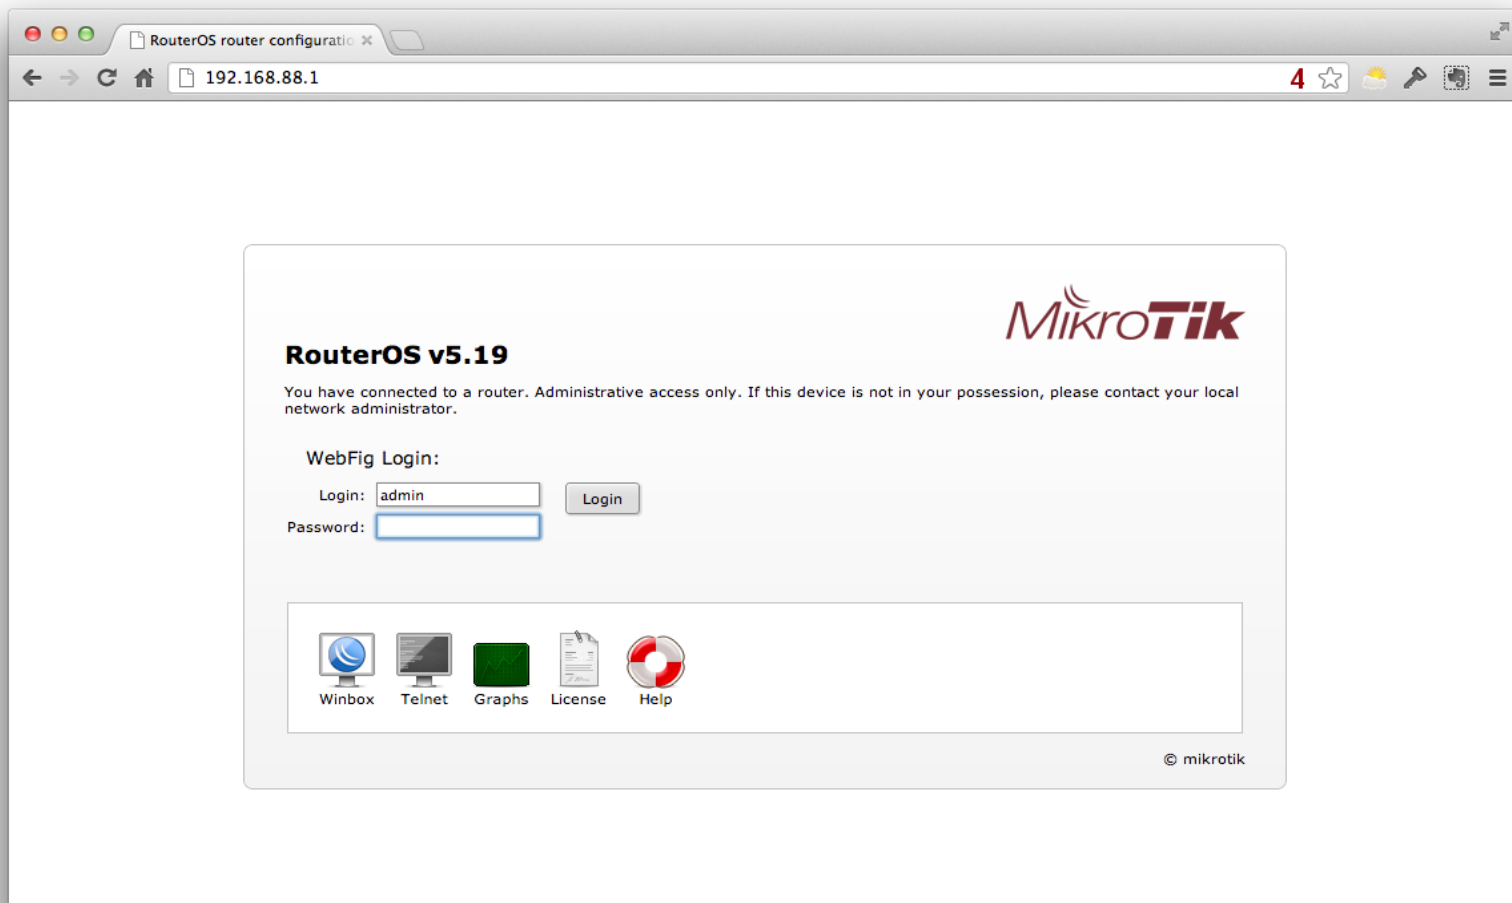 RouterOS router configuratio
192.168.88.1
4
MikroTik
RouterOS v5.19
You have connected to a router. Administrative access only. If this device is not in your possession, please contact your local
network administrator.
WebFig Login:
Login: admin
Login
Password:
Winbox Telnet Graphs License Help
© mikrotik